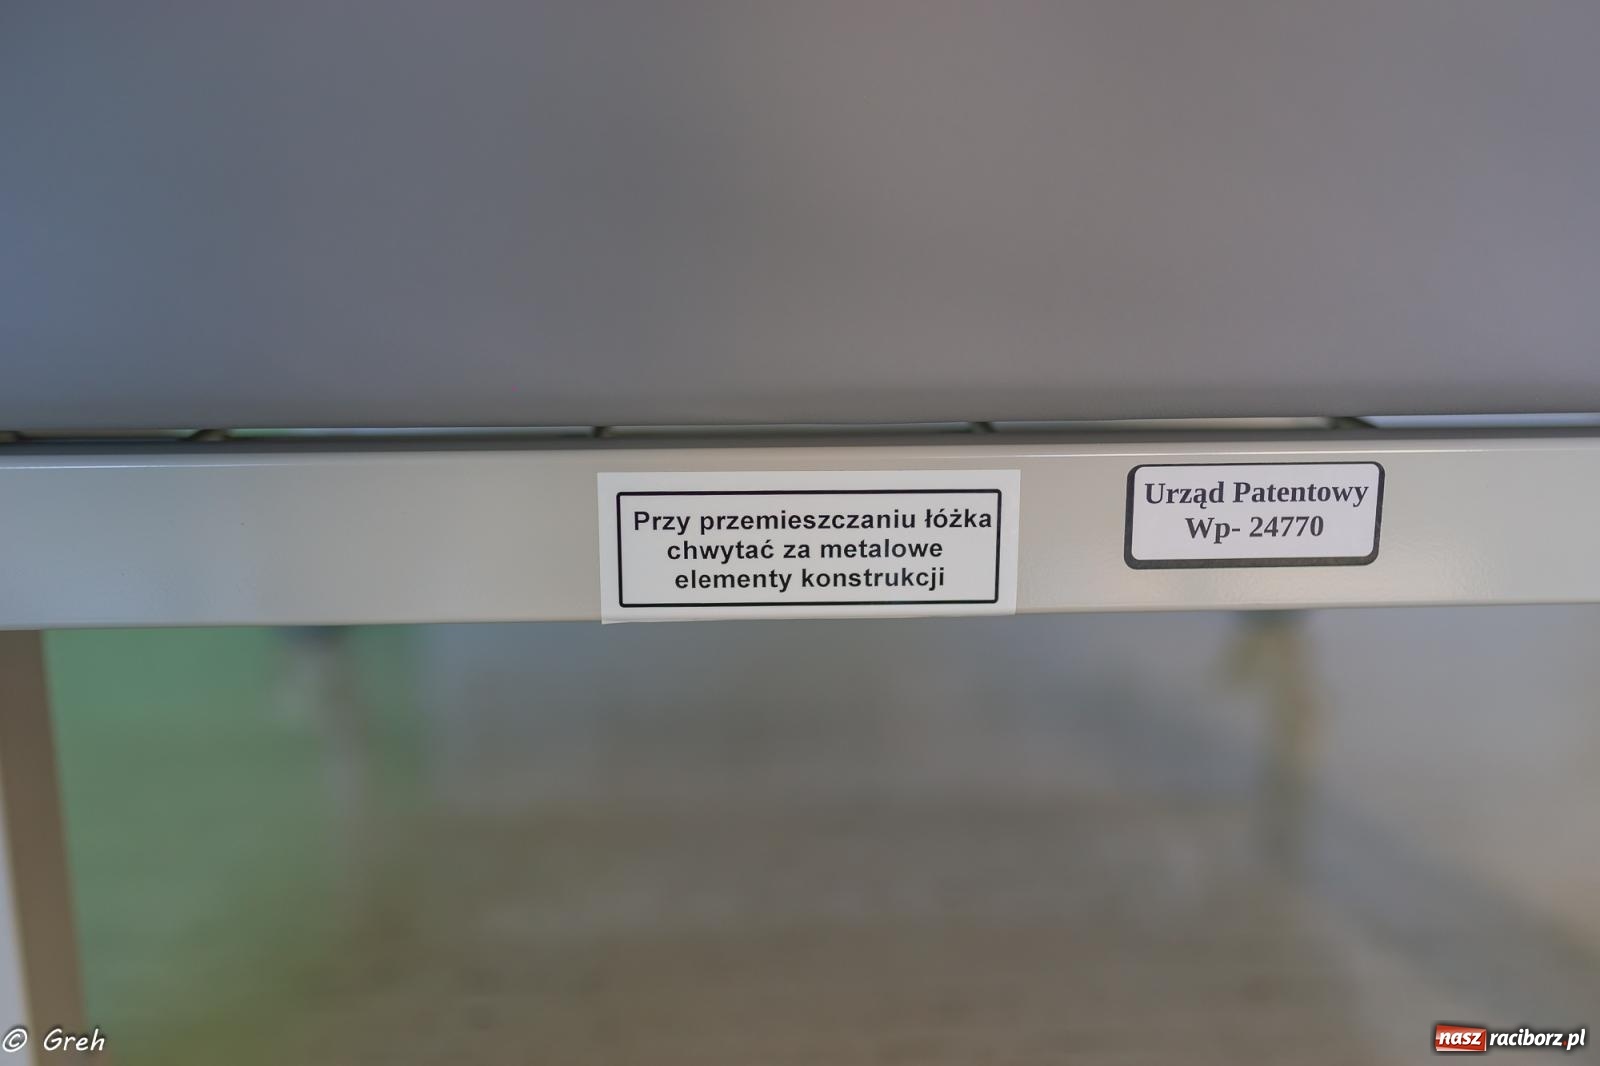 Przy przemieszczaniu łóżka
chwytać za metalowe
elementy konstrukcji
Urząd Patentowy
Wp- 24770
© Greh
nasz raciborz.pl